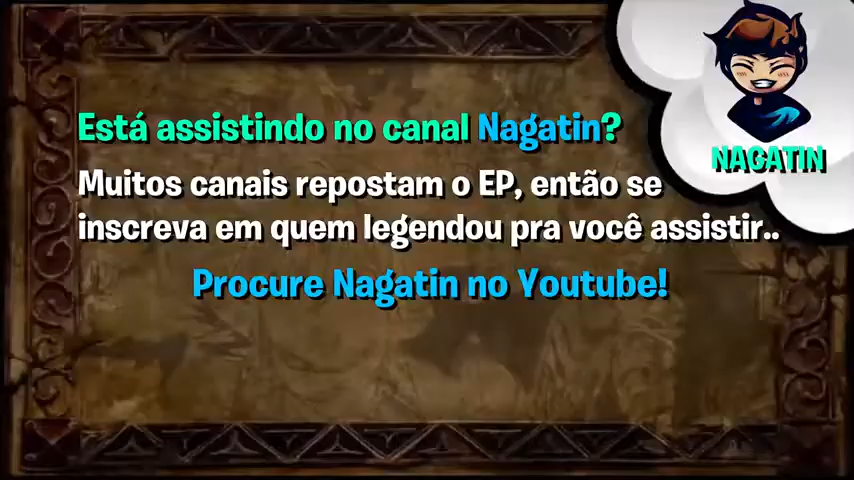 Está assistindo no canal Nagatin?
Muitos canais repostam o EP, então se
inscreva em quem legendou pra você assistir..
Procure Nagatin no Youtube!
NAGATIN